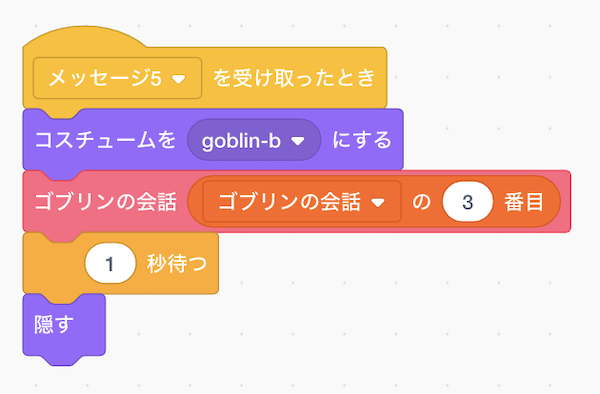 メッセージ5 を受け取ったとき
コスチュームを goblin-b にする
ゴブリンの会話 ゴブリンの会話 の 3 番目
1 秒待つ
隠す